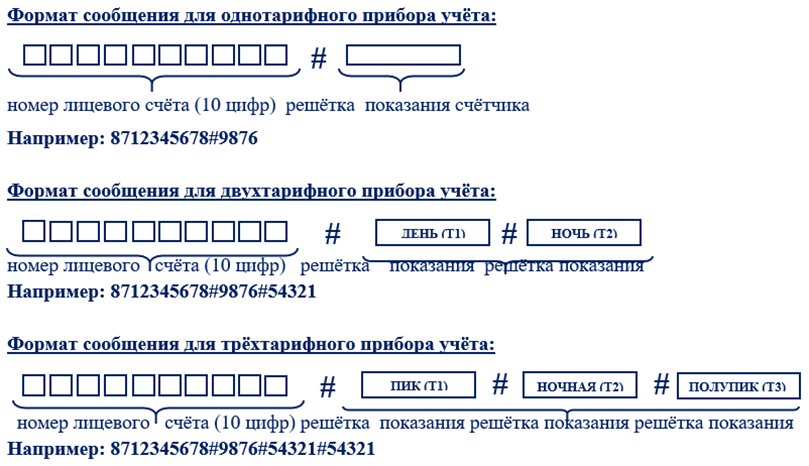 Формат сообщения для однотарифного прибора учёта:
#
номер лицевого счёта (10 цифр) решётка показания счётчика
Например: 8712345678#9876
Формат сообщения для двухтарифного прибора учёта:
# ДЕНЬ (Т1) # НОЧЬ (Т2)
номер лицевого счёта (10 цифр) решётка показания решётка показания
Например: 8712345678#9876#54321
Формат сообщения для трёхтарифного прибора учёта:
# ПИК (Т1) # НОЧНАЯ (Т2) # ПОЛУПИК (Т3)
номер лицевого счёта (10 цифр) решётка показания решётка показания решётка показания
Например: 8712345678#9876#54321#54321